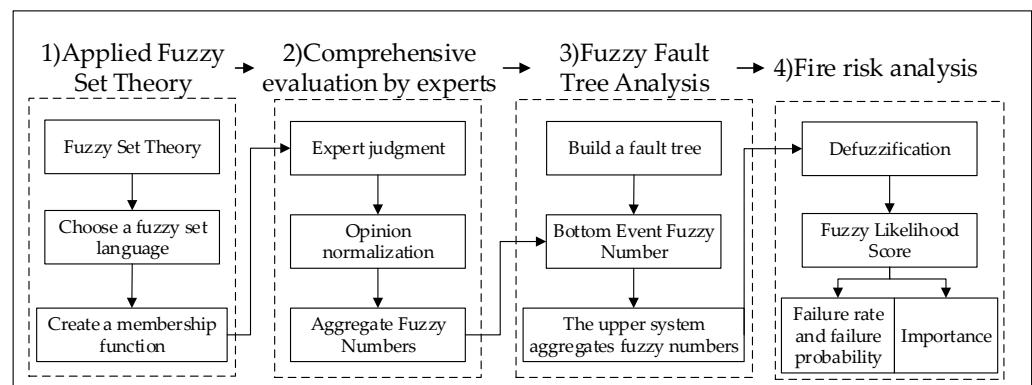 1)Applied Fuzzy
Set Theory
Fuzzy Set Theory
Choose a fuzzy set
language
Create a membership
function
2)Comprehensive
evaluation by experts
Expert judgment
Opinion
normalization
Aggregate Fuzzy
Numbers
3)Fuzzy Fault
Tree Analysis
Build a fault tree
Bottom Event Fuzzy
Number
The upper system
aggregates fuzzy numbers
4)Fire risk analysis
Defuzzification
Fuzzy Likelihood
Score
Failure rate
and failure
probability
Importance